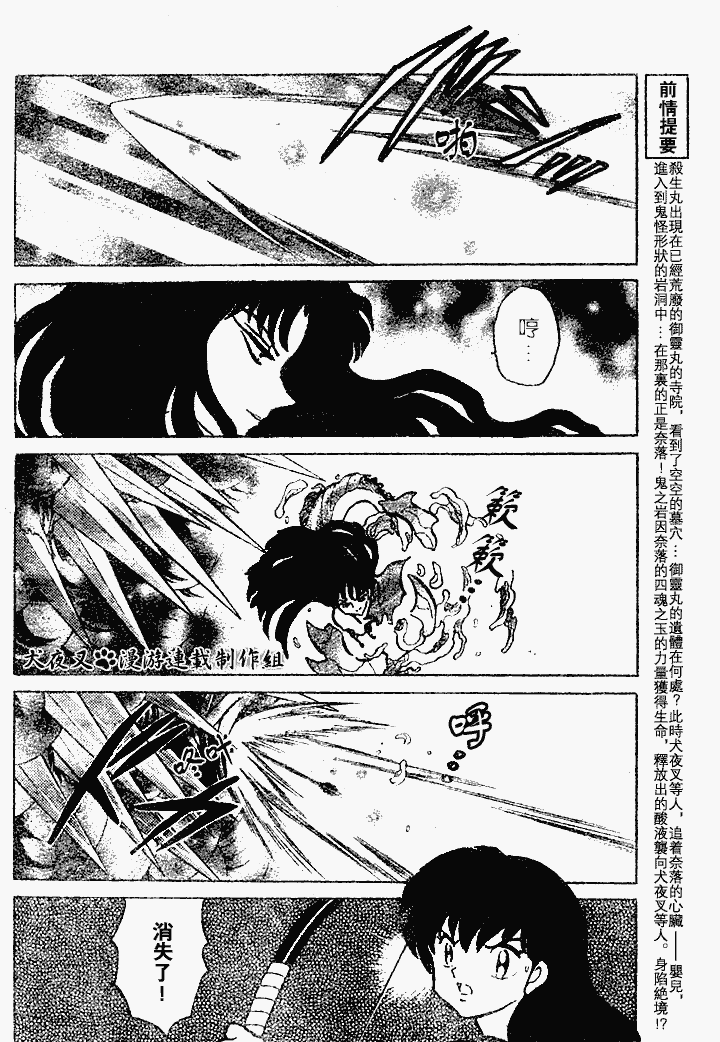 前情提要
殺生丸出現在已經荒廢的御靈丸的寺院，看到了空空的墓穴…御靈丸的遺體在何處？此時犬夜叉等人，追着奈落的心臟——嬰兒，
進入到鬼怪形狀的岩洞中…在那裏的正是奈落！鬼之岩因奈落的四魂之玉的力量獲得生命，釋放出的酸液襲向犬夜叉等人。身陷絕境!?
啪
哼…
簌
簌…
犬夜叉漫游連載制作組
呼…
咚咔
消失了！